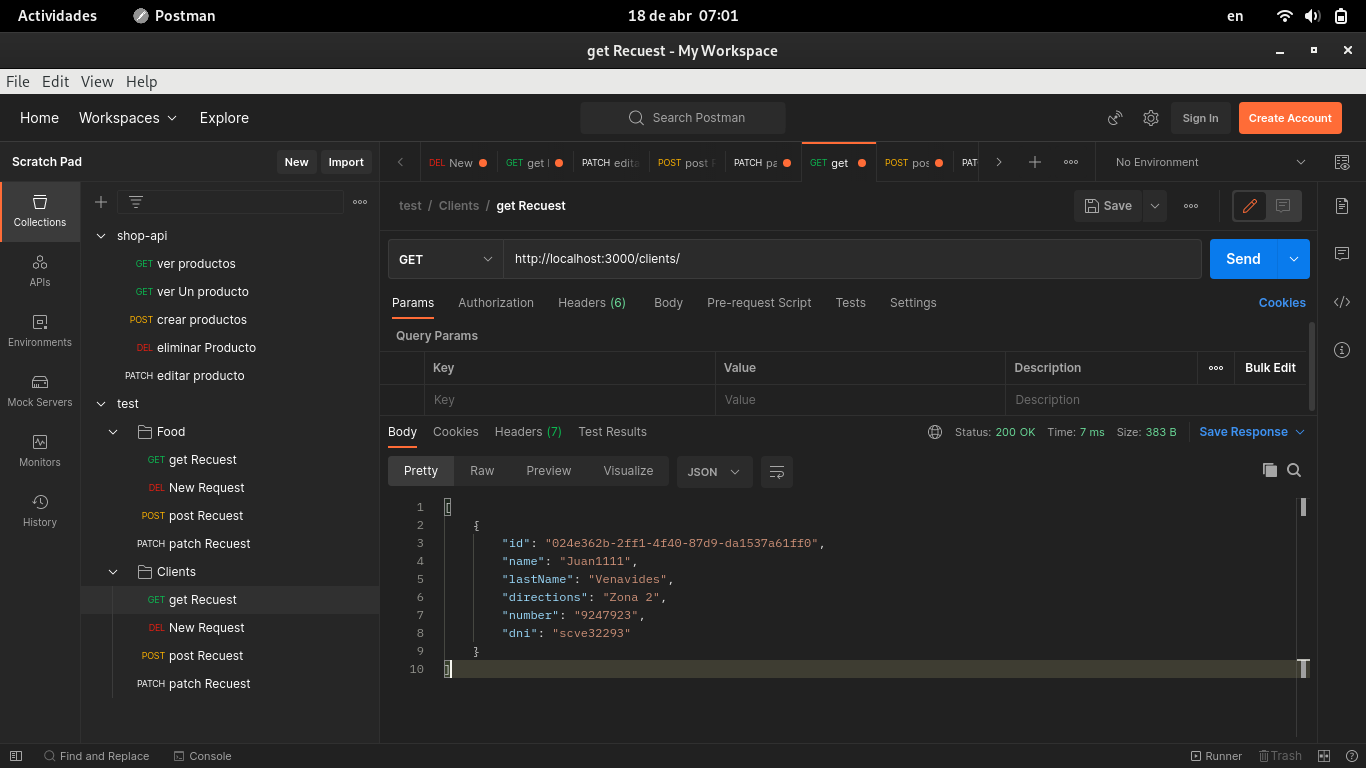 Actividades Postman 18 de abr 07:01 en
get Recuest - My Workspace
File Edit View Help
Home Workspaces Explore Search Postman Sign In Create Account
Scratch Pad New Import
DEL New GET get PATCH edita POST post PATCH pa GET get POST pos PAT No Environment
Collections
APIs
Environments
Mock Servers
Monitors
History
shop-api
GET ver productos
GET ver Un producto
POST crear productos
DEL eliminar Producto
PATCH editar producto
test
Food
GET get Recuest
DEL New Request
POST post Recuest
PATCH patch Recuest
Clients
GET get Recuest
DEL New Request
POST post Recuest
PATCH patch Recuest
test / Clients / get Recuest Save
GET http://localhost:3000/clients/ Send
Params Authorization Headers (6) Body Pre-request Script Tests Settings Cookies
Query Params
Key Value Description Bulk Edit
Key Value Description
Body Cookies Headers (7) Test Results Status: 200 OK Time: 7 ms Size: 383 B Save Response
Pretty Raw Preview Visualize JSON
1 [
2 {
3 "id": "024e362b-2ff1-4f40-87d9-da1537a61ff0",
4 "name": "Juan1111",
5 "lastName": "Venavides",
6 "directions": "Zona 2",
7 "number": "9247923",
8 "dni": "scve32293"
9 }
10 ]
Find and Replace Console Runner Trash